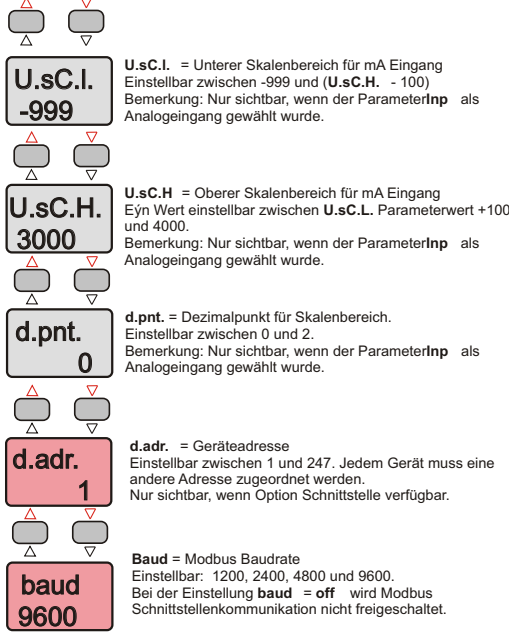 U.sC.l.
-999
U.sC.l. = Unterer Skalenbereich für mA Eingang
Einstellbar zwischen -999 und (U.sC.H. - 100)
Bemerkung: Nur sichtbar, wenn der ParameterInp als
Analogeingang gewählt wurde.
U.sC.H.
3000
U.sC.H = Oberer Skalenbereich für mA Eingang
Eýn Wert einstellbar zwischen U.sC.L. Parameterwert +100
und 4000.
Bemerkung: Nur sichtbar, wenn der ParameterInp als
Analogeingang gewählt wurde.
d.pnt.
0
d.pnt. = Dezimalpunkt für Skalenbereich.
Einstellbar zwischen 0 und 2.
Bemerkung: Nur sichtbar, wenn der ParameterInp als
Analogeingang gewählt wurde.
d.adr.
1
d.adr. = Geräteadresse
Einstellbar zwischen 1 und 247. Jedem Gerät muss eine
andere Adresse zugeordnet werden.
Nur sichtbar, wenn Option Schnittstelle verfügbar.
baud
9600
Baud = Modbus Baudrate
Einstellbar: 1200, 2400, 4800 und 9600.
Bei der Einstellung baud = off wird Modbus
Schnittstellenkommunikation nicht freigeschaltet.